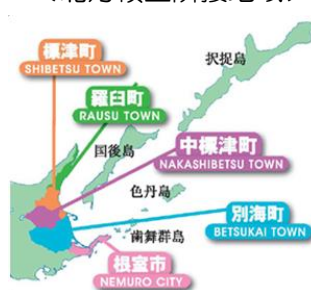 標津町
SHIBETSU TOWN
択捉島
羅臼町
RAUSU TOWN
国後島
中標津町
NAKASHIBETSU TOWN
色丹島
別海町
BETSUKAI TOWN
歯舞群島
根室市
NEMURO CITY